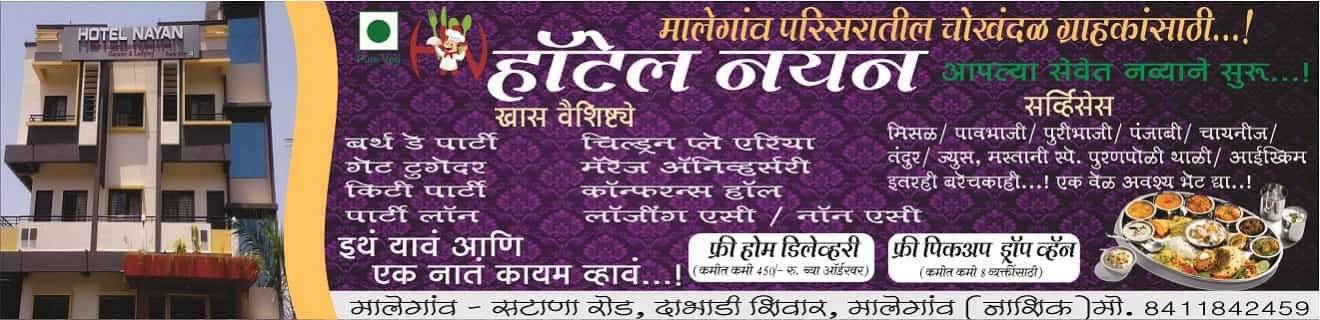 HOTEL NAYAN
Pure Veg
मालेगांव परिसरातील चोखंदळ ग्राहकांसाठी...!
हॉटेल नयन
आपल्या सेवेत नव्याने सुरू...!
खास वैशिष्ट्ये
बर्थ डे पार्टी
गेट टुगेदर
किटी पार्टी
पार्टी लॉन
चिल्ड्रन प्ले एरिया
मॅरेज ॲनिव्हर्सरी
कॉन्फरन्स हॉल
लॉजींग एसी / नॉन एसी
सर्व्हिसेस
मिसळ/ पावभाजी/ पुरीभाजी/ पंजाबी/ चायनीज/
तंदुर/ ज्युस, मस्तानी स्पे. पुरणपोळी थाळी/ आईस्क्रिम
इतरही बरेचकाही...! एक वेळ अवश्य भेट द्या..!
इथं यावं आणि
एक नातं कायम व्हावं...!
फ्री होम डिलेव्हरी
(कमीत कमी 450/- रु. च्या ऑर्डरवर)
फ्री पिकअप ड्रॉप व्हॅन
(कमीत कमी 8 व्यक्तींसाठी)
मालेगांव - सटाणा रोड, दाभाडी शिवार, मालेगांव (नाशिक)मो. 8411842459